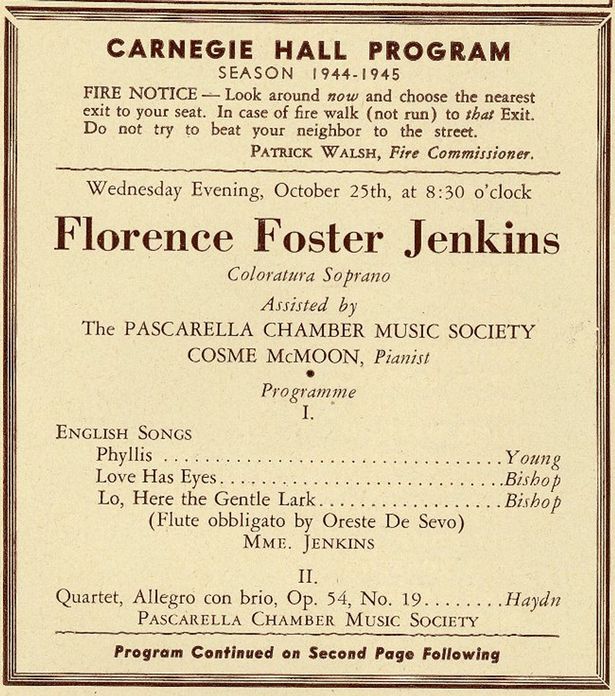 CARNEGIE HALL PROGRAM
SEASON 1944-1945
FIRE NOTICE — Look around now and choose the nearest
exit to your seat. In case of fire walk (not run) to that Exit.
Do not try to beat your neighbor to the street.
PATRICK WALSH, Fire Commissioner.
Wednesday Evening, October 25th, at 8:30 o'clock
Florence Foster Jenkins
Coloratura Soprano
Assisted by
The PASCARELLA CHAMBER MUSIC SOCIETY
COSME McMOON, Pianist
•
Programme
I.
ENGLISH SONGS
Phyllis ................................Young
Love Has Eyes..........................Bishop
Lo, Here the Gentle Lark.................Bishop
(Flute obbligato by Oreste De Sevo)
MME. JENKINS
II.
Quartet, Allegro con brio, Op. 54, No. 19........Haydn
PASCARELLA CHAMBER MUSIC SOCIETY
Program Continued on Second Page Following